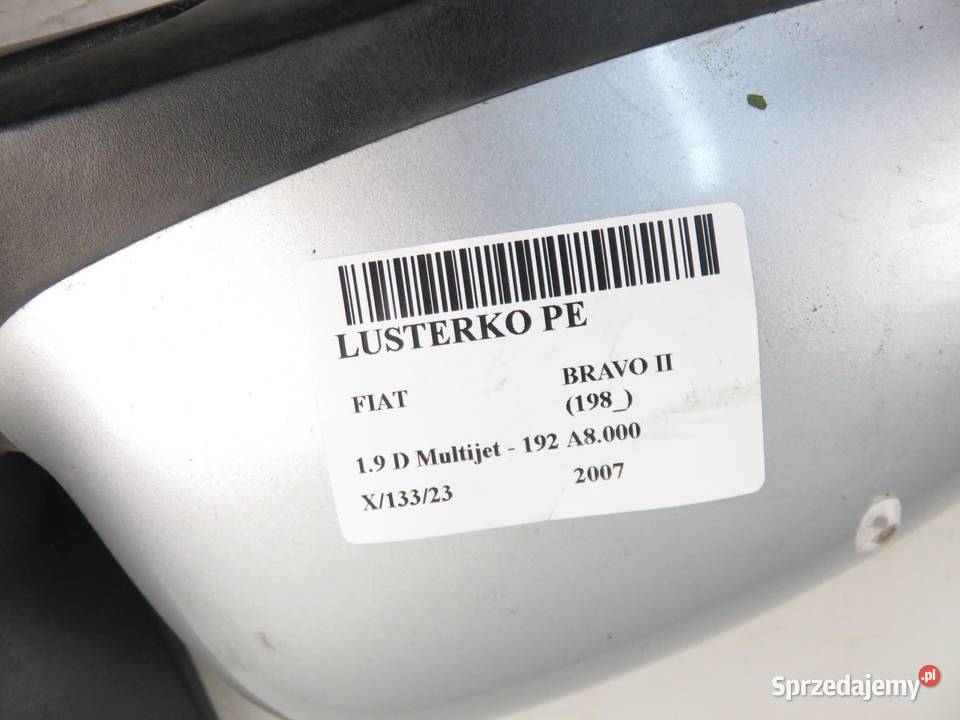 LUSTERKO PE
FIAT BRAVO II
(198_)
1.9 D Multijet - 192 A8.000
X/133/23 2007
Sprzedajemy.pl